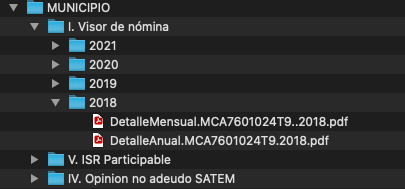 MUNICIPIO
I. Visor de nómina
2021
2020
2019
2018
DetalleMensual.MCA7601024T9..2018.pdf
DetalleAnual.MCA7601024T9.2018.pdf
V. ISR Participable
IV. Opinion no adeudo SATEM